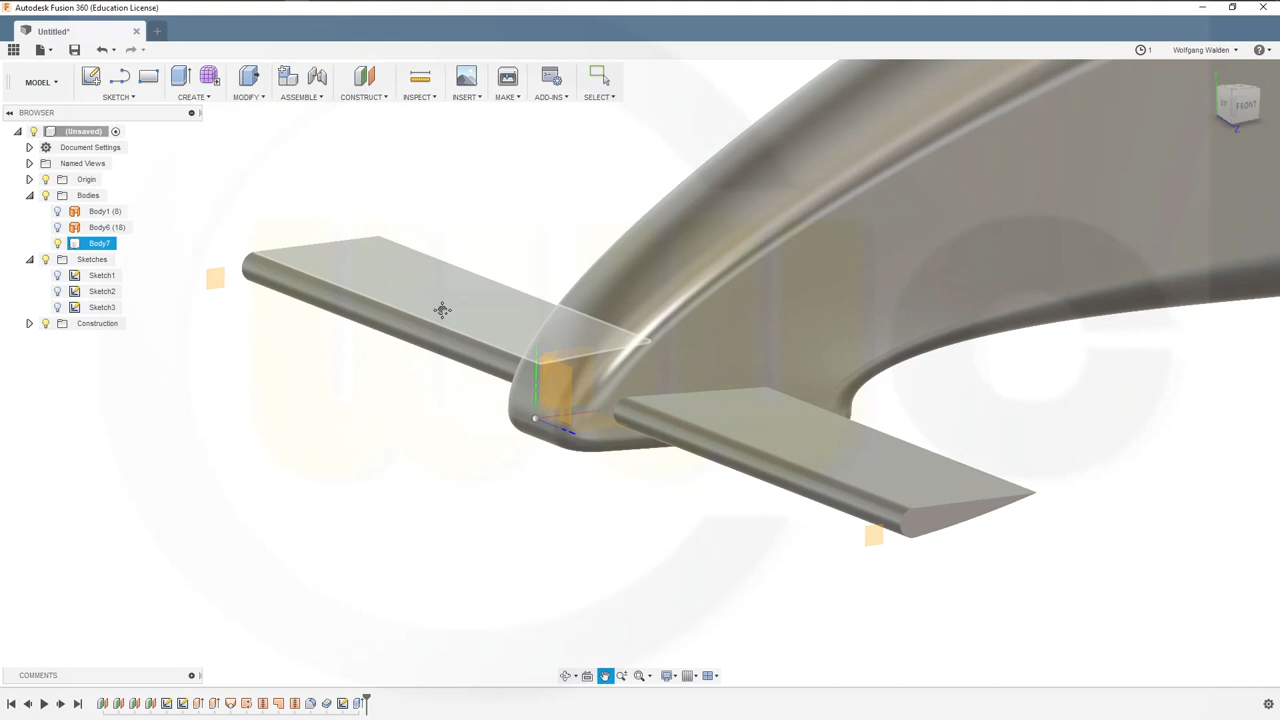 Autodesk Fusion 360 (Education License)
Untitled*
1
Wolfgang Walden
MODEL
SKETCH
CREATE
MODIFY
ASSEMBLE
CONSTRUCT
INSPECT
INSERT
MAKE
ADD-INS
SELECT
BROWSER
(Unsaved)
Document Settings
Named Views
Origin
Bodies
Body1 (8)
Body6 (18)
Body7
Sketches
Sketch1
Sketch2
Sketch3
Construction
FRONT
Z
COMMENTS